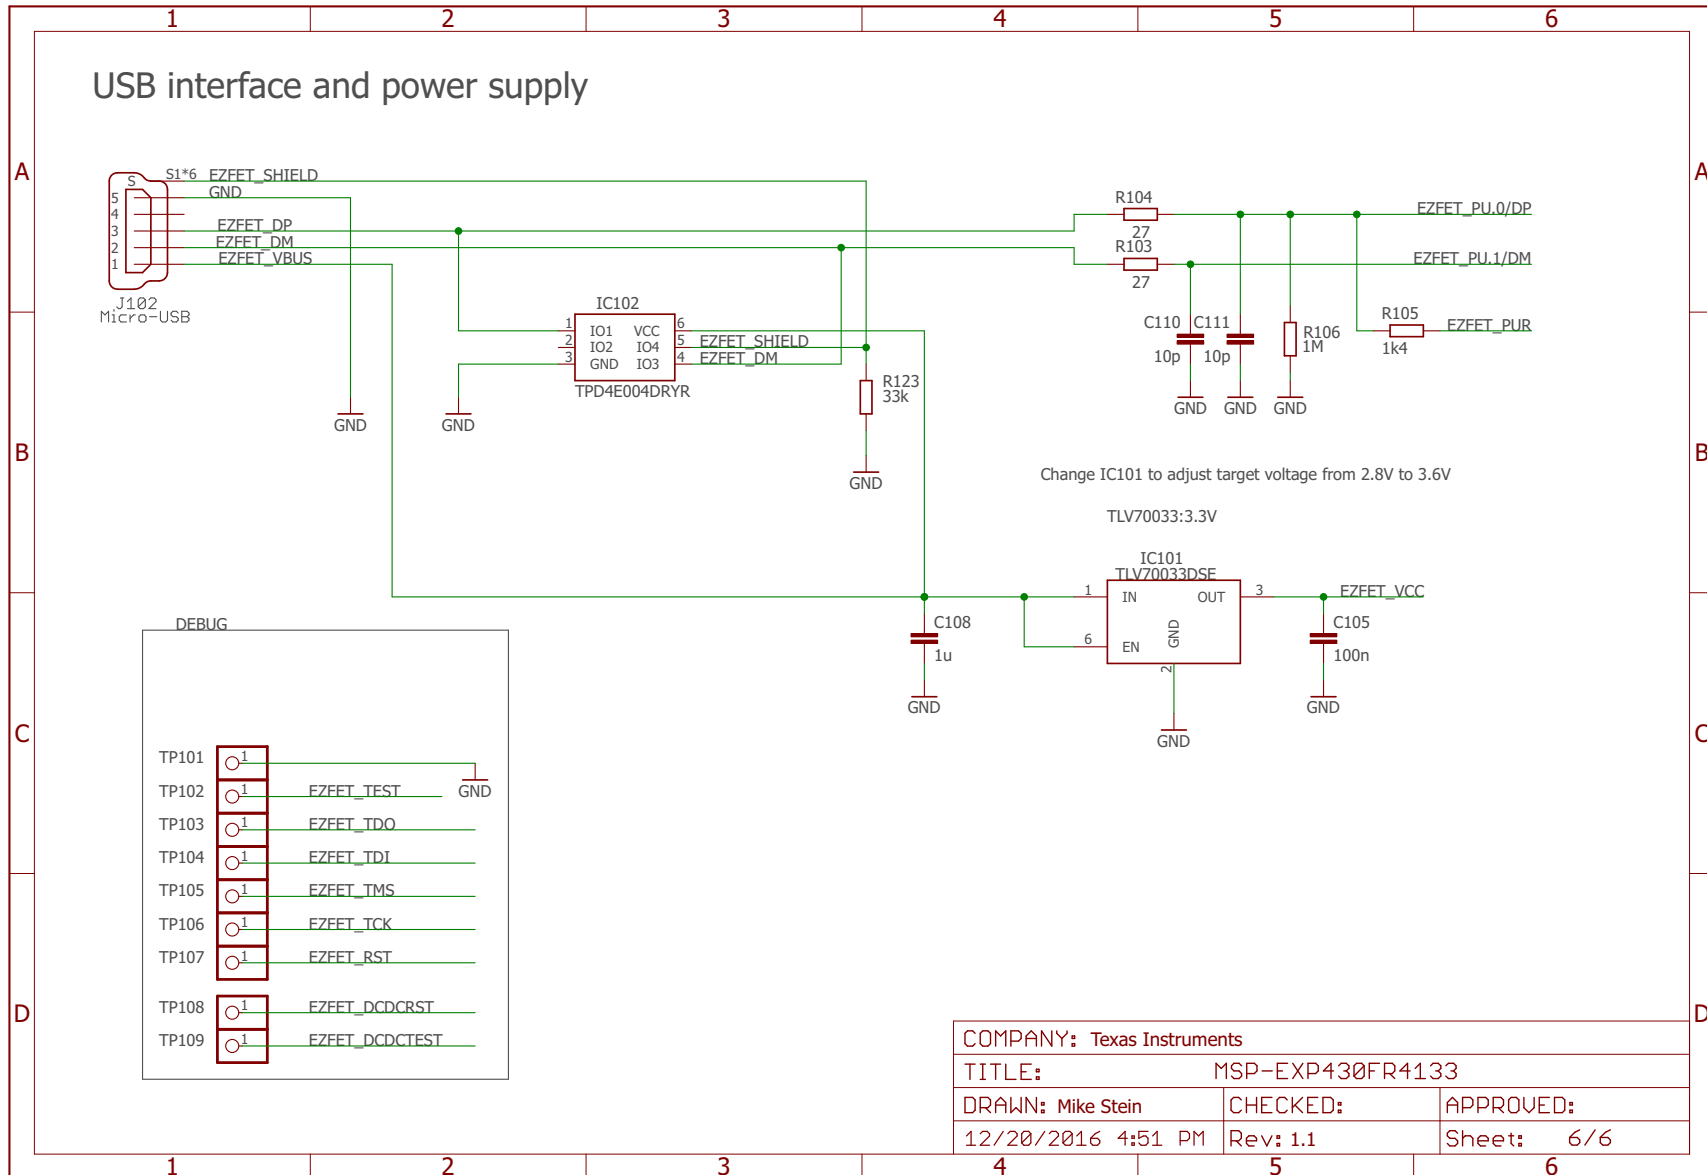 1 2 3 4 5 6
USB interface and power supply
A A
S S1*6 EZFET_SHIELD
5 GND
4
3 EZFET_DP
2 EZFET_DM
1 EZFET_VBUS
J102
Micro-USB
R104
27
EZFET_PU.0/DP
R103
27
EZFET_PU.1/DM
IC102
1 IO1 VCC 6
2 IO2 IO4 5 EZFET_SHIELD
3 GND IO3 4 EZFET_DM
TPD4E004DRYR
C110 C111
10p 10p
R106
1M
R105
1k4
EZFET_PUR
GND GND GND
R123
33k
GND GND
GND
B B
Change IC101 to adjust target voltage from 2.8V to 3.6V
TLV70033:3.3V
IC101
TLV70033DSE
1 IN OUT 3 EZFET_VCC
6 EN GND
2
C108
1u
GND
C105
100n
GND
GND
C C
DEBUG
TP101 1
GND
TP102 1 EZFET_TEST
TP103 1 EZFET_TDO
TP104 1 EZFET_TDI
TP105 1 EZFET_TMS
TP106 1 EZFET_TCK
TP107 1 EZFET_RST
TP108 1 EZFET_DCDCRST
TP109 1 EZFET_DCDCTEST
D D
COMPANY: Texas Instruments
TITLE: MSP-EXP430FR4133
DRAWN: Mike Stein CHECKED: APPROVED:
12/20/2016 4:51 PM Rev: 1.1 Sheet: 6/6
1 2 3 4 5 6